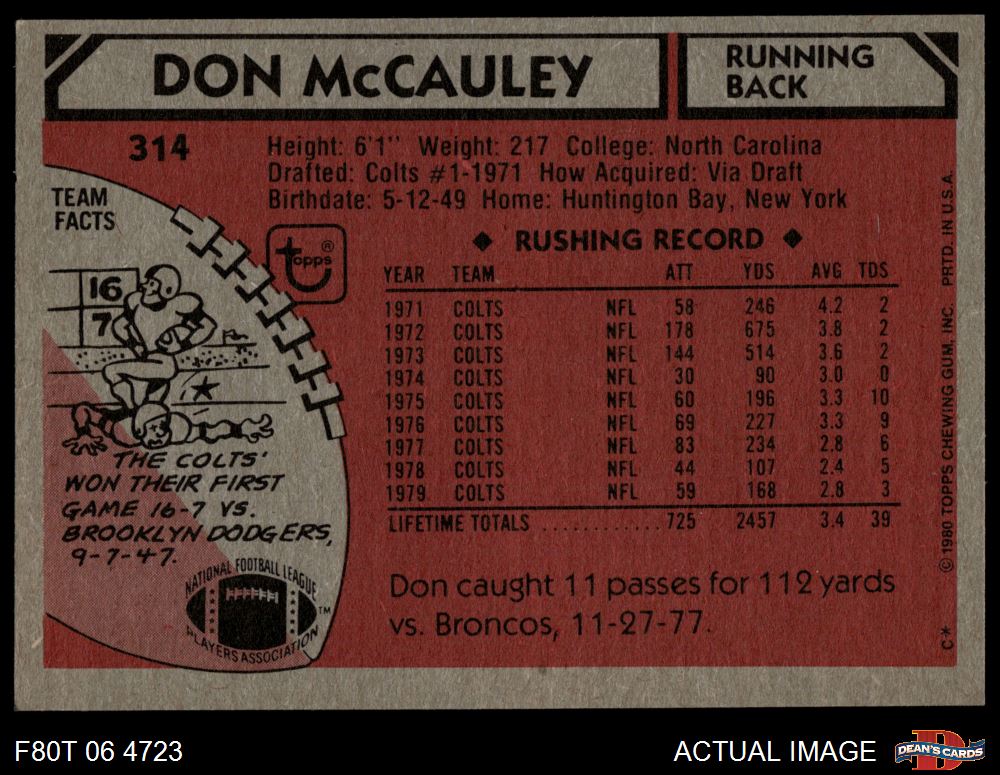 DON McCAULEY
RUNNING
BACK
314
Height: 6'1" Weight: 217 College: North Carolina
Drafted: Colts #1-1971 How Acquired: Via Draft
Birthdate: 5-12-49 Home: Huntington Bay, New York
TEAM
FACTS
topps®
16
7
THE COLTS'
WON THEIR FIRST
GAME 16-7 VS.
BROOKLYN DODGERS,
9-7-47.
NATIONAL FOOTBALL LEAGUE
PLAYERS ASSOCIATION
TM
◆ RUSHING RECORD ◆
YEAR TEAM ATT YDS AVG TDS
1971 COLTS NFL 58 246 4.2 2
1972 COLTS NFL 178 675 3.8 2
1973 COLTS NFL 144 514 3.6 2
1974 COLTS NFL 30 90 3.0 0
1975 COLTS NFL 60 196 3.3 10
1976 COLTS NFL 69 227 3.3 9
1977 COLTS NFL 83 234 2.8 6
1978 COLTS NFL 44 107 2.4 5
1979 COLTS NFL 59 168 2.8 3
LIFETIME TOTALS ............ 725 2457 3.4 39
Don caught 11 passes for 112 yards
vs. Broncos, 11-27-77.
© 1980 TOPPS CHEWING GUM, INC. PRTD. IN U.S.A.
C*
F80T 06 4723
ACTUAL IMAGE
D
DEAN'S CARDS